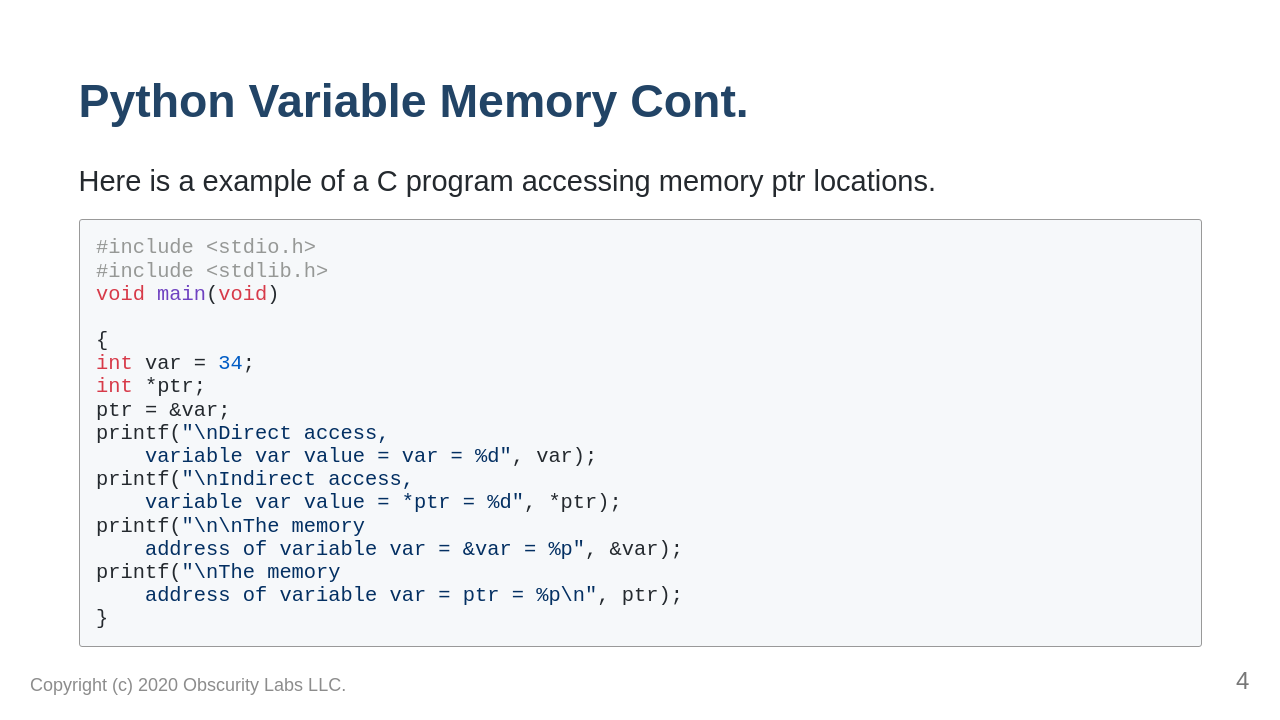 Python Variable Memory Cont.
Here is a example of a C program accessing memory ptr locations.
#include <stdio.h>
#include <stdlib.h>
void main(void)
{
int var = 34;
int *ptr;
ptr = &var;
printf("\nDirect access,
    variable var value = var = %d", var);
printf("\nIndirect access,
    variable var value = *ptr = %d", *ptr);
printf("\n\nThe memory
    address of variable var = &var = %p", &var);
printf("\nThe memory
    address of variable var = ptr = %p\n", ptr);
}
Copyright (c) 2020 Obscurity Labs LLC.
4